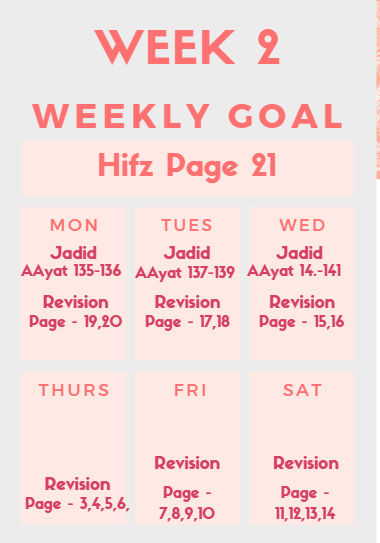 WEEK 2
WEEKLY GOAL
Hifz Page 21
MON
Jadid
AAyat 135-136
Revision
Page - 19,20
TUES
Jadid
AAyat 137-139
Revision
Page - 17,18
WED
Jadid
AAyat 14.-141
Revision
Page - 15,16
THURS
Revision
Page - 3,4,5,6,
FRI
Revision
Page -
7,8,9,10
SAT
Revision
Page -
11,12,13,14